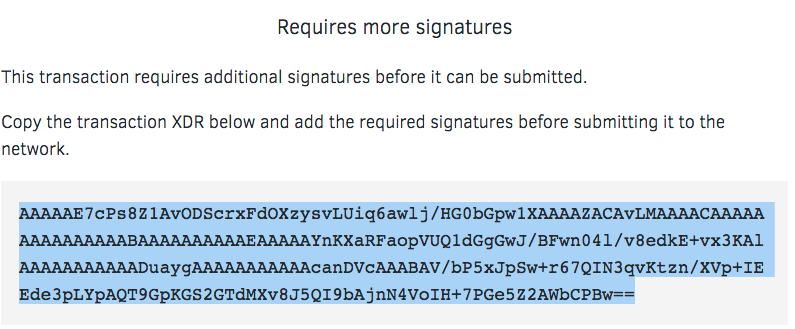 Requires more signatures
This transaction requires additional signatures before it can be submitted.
Copy the transaction XDR below and add the required signatures before submitting it to the
network.
AAAAAE7cPs8Z1AvODScrxFdOXzysvLUiq6awlj/HG0bGpw1XAAAAZACAvLMAAAACAAAAA
AAAAAAAAAABAAAAAAAAAAEAAAAAYnKXaRFaopVUQ1dGgGwJ/BFwn04l/v8edkE+vx3KAl
AAAAAAAAAAADuaygAAAAAAAAAAAcanDVcAAABAV/bP5xJpSw+r67QIN3qvKtzn/XVp+IE
Ede3pLYpAQT9GpKGS2GTdMXv8J5QI9bAjnN4VoIH+7PGe5Z2AWbCPBw==